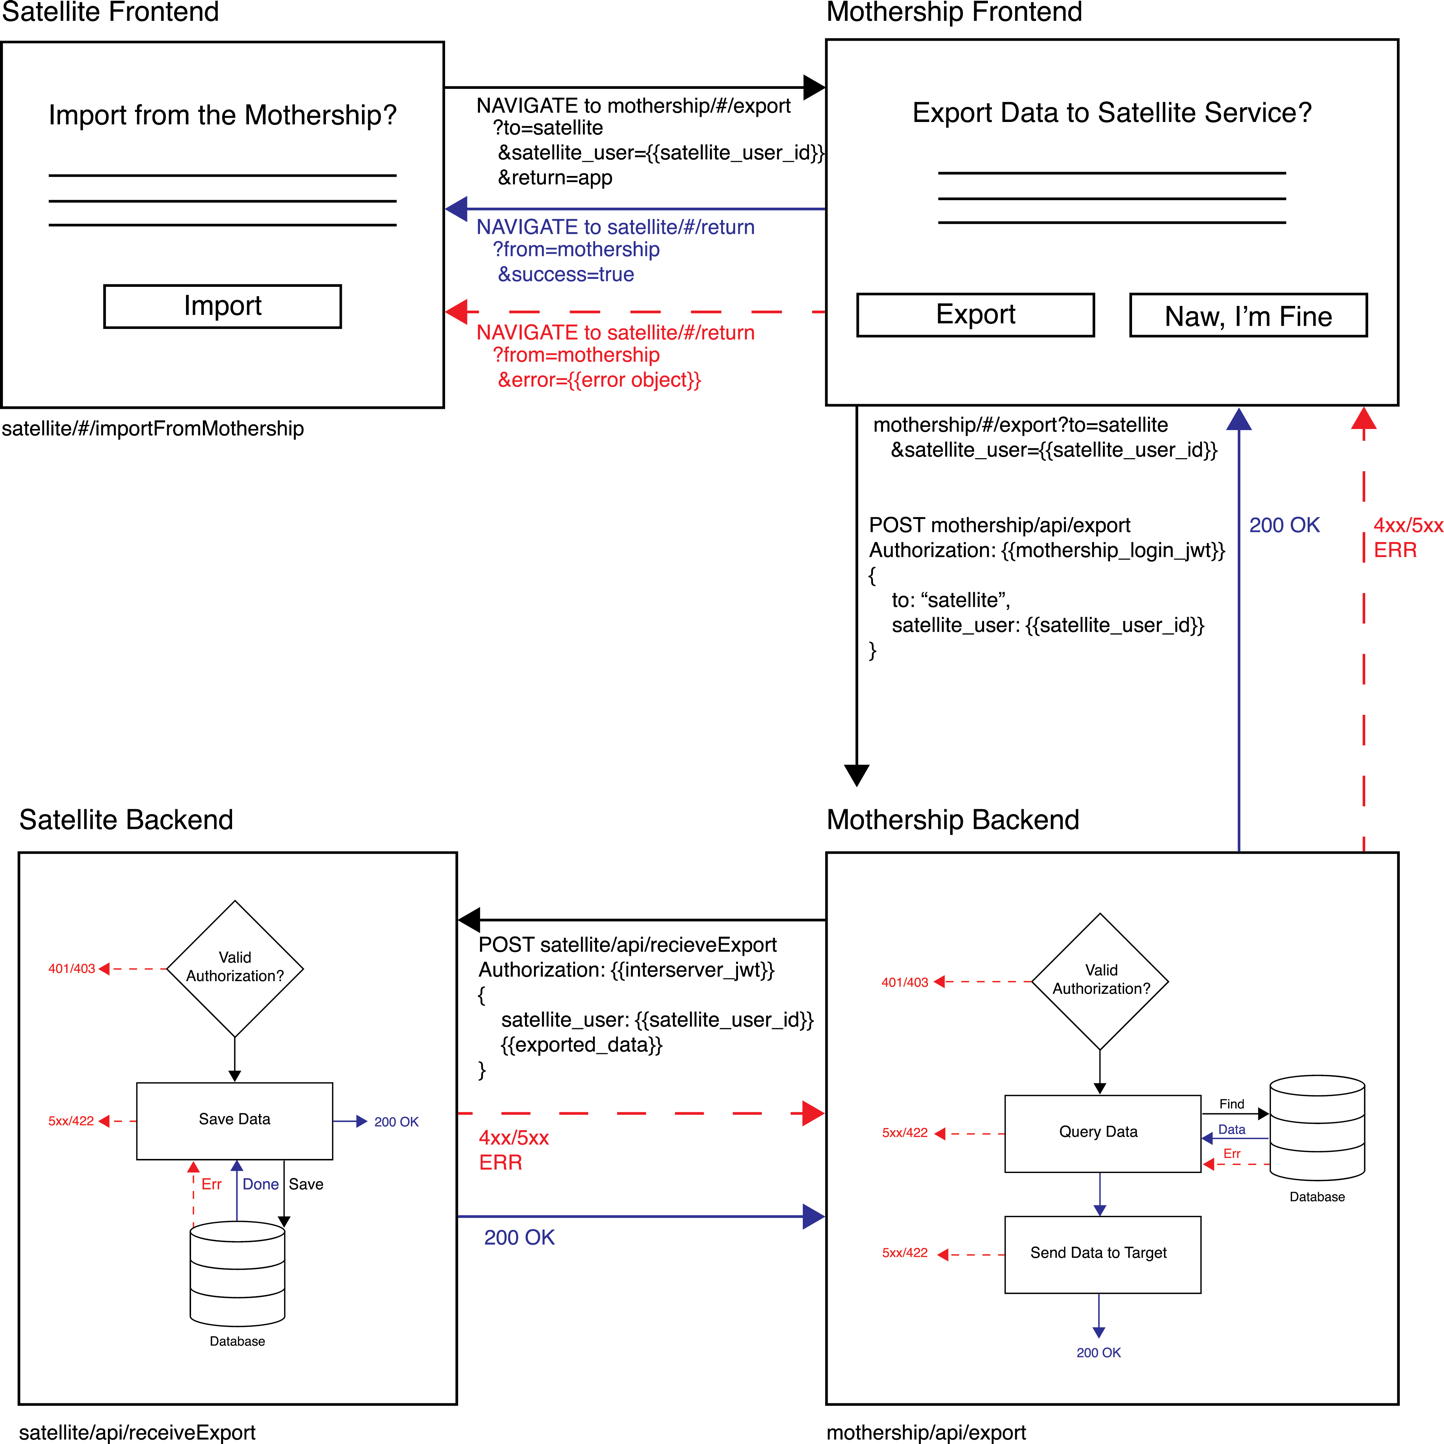 Satellite Frontend
Import from the Mothership?
Import
satellite/#/importFromMothership
NAVIGATE to mothership/#/export
?to=satellite
&satellite_user={{satellite_user_id}}
&return=app
NAVIGATE to satellite/#/return
?from=mothership
&success=true
NAVIGATE to satellite/#/return
?from=mothership
&error={{error object}}
Mothership Frontend
Export Data to Satellite Service?
Export
Naw, I’m Fine
mothership/#/export?to=satellite
&satellite_user={{satellite_user_id}}
POST mothership/api/export
Authorization: {{mothership_login_jwt}}
{
to: “satellite”,
satellite_user: {{satellite_user_id}}
}
200 OK
4xx/5xx
ERR
Satellite Backend
Valid
Authorization?
401/403
Save Data
5xx/422
200 OK
Err
Done
Save
Database
satellite/api/receiveExport
POST satellite/api/recieveExport
Authorization: {{interserver_jwt}}
{
satellite_user: {{satellite_user_id}}
{{exported_data}}
}
4xx/5xx
ERR
200 OK
Mothership Backend
Valid
Authorization?
401/403
Query Data
5xx/422
Find
Data
Err
Database
Send Data to Target
5xx/422
200 OK
mothership/api/export